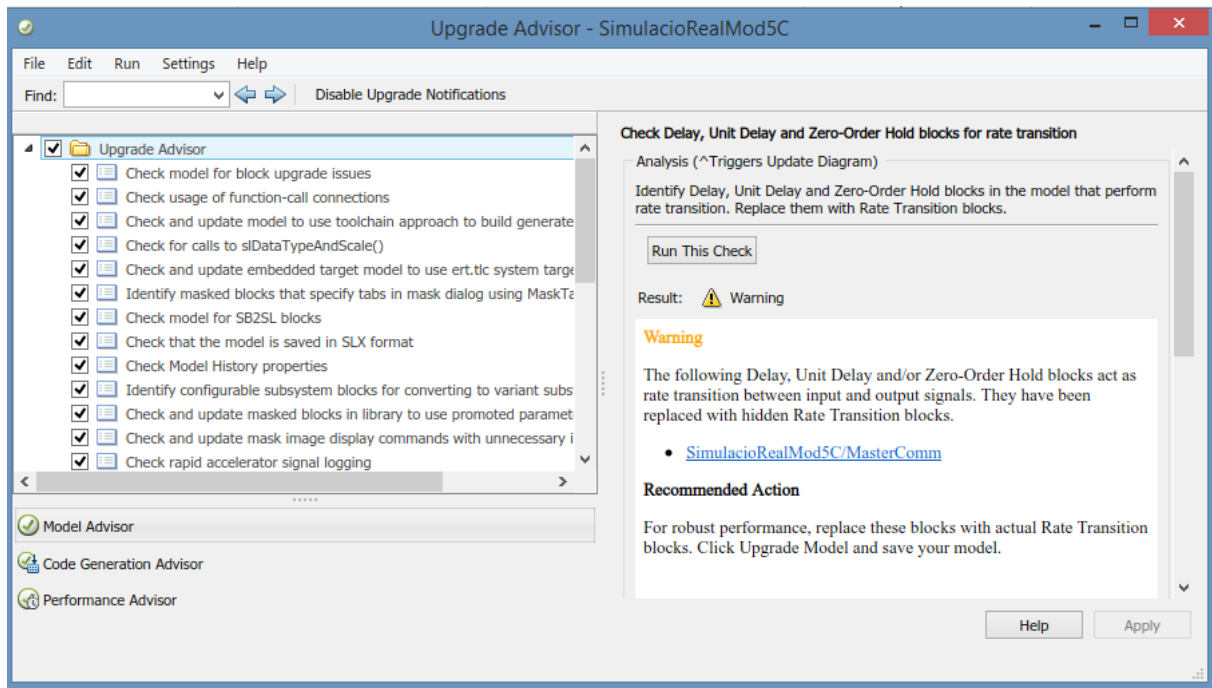 Upgrade Advisor - SimulacioRealMod5C
File Edit Run Settings Help
Find: Disable Upgrade Notifications
Upgrade Advisor
Check model for block upgrade issues
Check usage of function-call connections
Check and update model to use toolchain approach to build generate
Check for calls to slDataTypeAndScale()
Check and update embedded target model to use ert.tlc system targe
Identify masked blocks that specify tabs in mask dialog using MaskTa
Check model for SB2SL blocks
Check that the model is saved in SLX format
Check Model History properties
Identify configurable subsystem blocks for converting to variant subs
Check and update masked blocks in library to use promoted paramet
Check and update mask image display commands with unnecessary i
Check rapid accelerator signal logging
Model Advisor
Code Generation Advisor
Performance Advisor
Check Delay, Unit Delay and Zero-Order Hold blocks for rate transition
Analysis (^Triggers Update Diagram)
Identify Delay, Unit Delay and Zero-Order Hold blocks in the model that perform
rate transition. Replace them with Rate Transition blocks.
Run This Check
Result: Warning
Warning
The following Delay, Unit Delay and/or Zero-Order Hold blocks act as
rate transition between input and output signals. They have been
replaced with hidden Rate Transition blocks.
• SimulacioRealMod5C/MasterComm
Recommended Action
For robust performance, replace these blocks with actual Rate Transition
blocks. Click Upgrade Model and save your model.
Help Apply